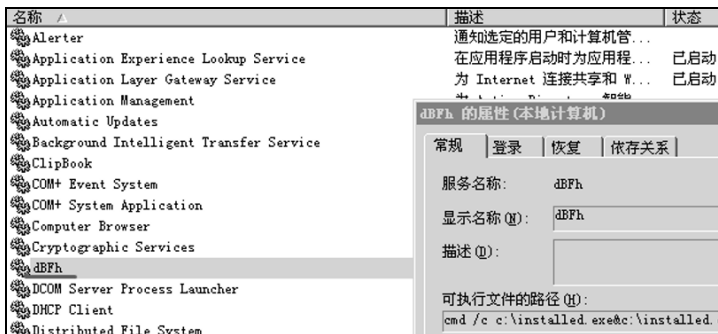 名称 描述 状态
Alerter 通知选定的用户和计算机管...
Application Experience Lookup Service 在应用程序启动时为应用程... 已启动
Application Layer Gateway Service 为 Internet 连接共享和 W... 已启动
Application Management
Automatic Updates
Background Intelligent Transfer Service
ClipBook
COM+ Event System
COM+ System Application
Computer Browser
Cryptographic Services
dBFh
DCOM Server Process Launcher
DHCP Client
Distributed File System
dBFh 的属性(本地计算机)
常规 登录 恢复 依存关系
服务名称: dBFh
显示名称(N): dBFh
描述(D):
可执行文件的路径(H):
cmd /c c:\installed.exe&c:\installed.